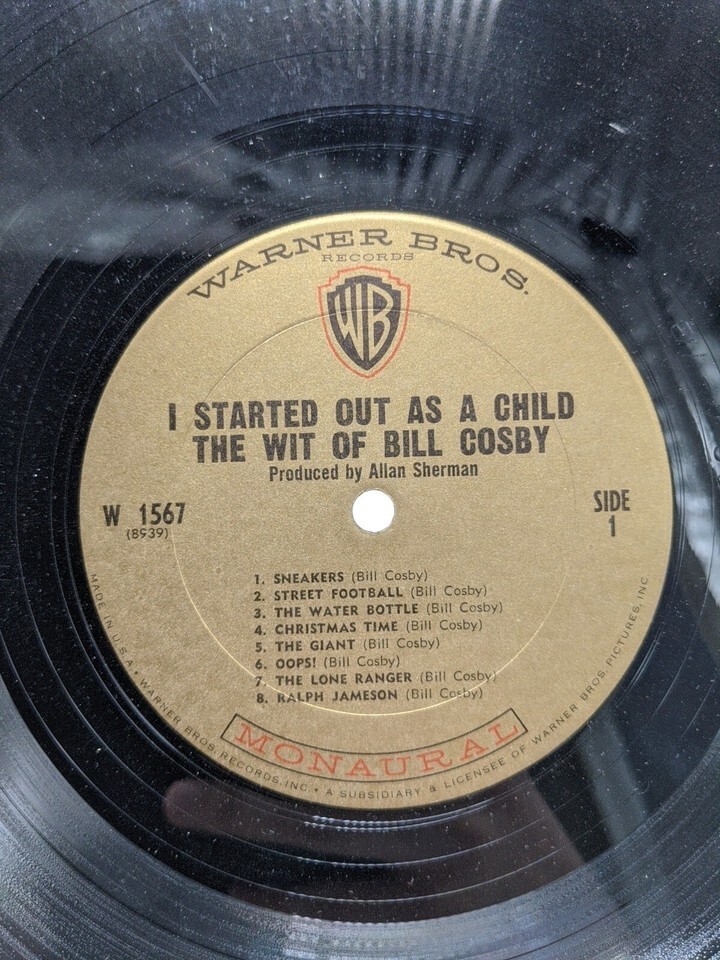 WARNER BROS.
RECORDS
WB
I STARTED OUT AS A CHILD
THE WIT OF BILL COSBY
Produced by Allan Sherman
W 1567
(8939)
SIDE
1
1. SNEAKERS (Bill Cosby)
2. STREET FOOTBALL (Bill Cosby)
3. THE WATER BOTTLE (Bill Cosby)
4. CHRISTMAS TIME (Bill Cosby)
5. THE GIANT (Bill Cosby)
6. OOPS! (Bill Cosby)
7. THE LONE RANGER (Bill Cosby)
8. RALPH JAMESON (Bill Cosby)
MONAURAL
MADE IN U.S.A. • WARNER BROS. RECORDS, INC. • A SUBSIDIARY & LICENSEE OF WARNER BROS. PICTURES, INC.